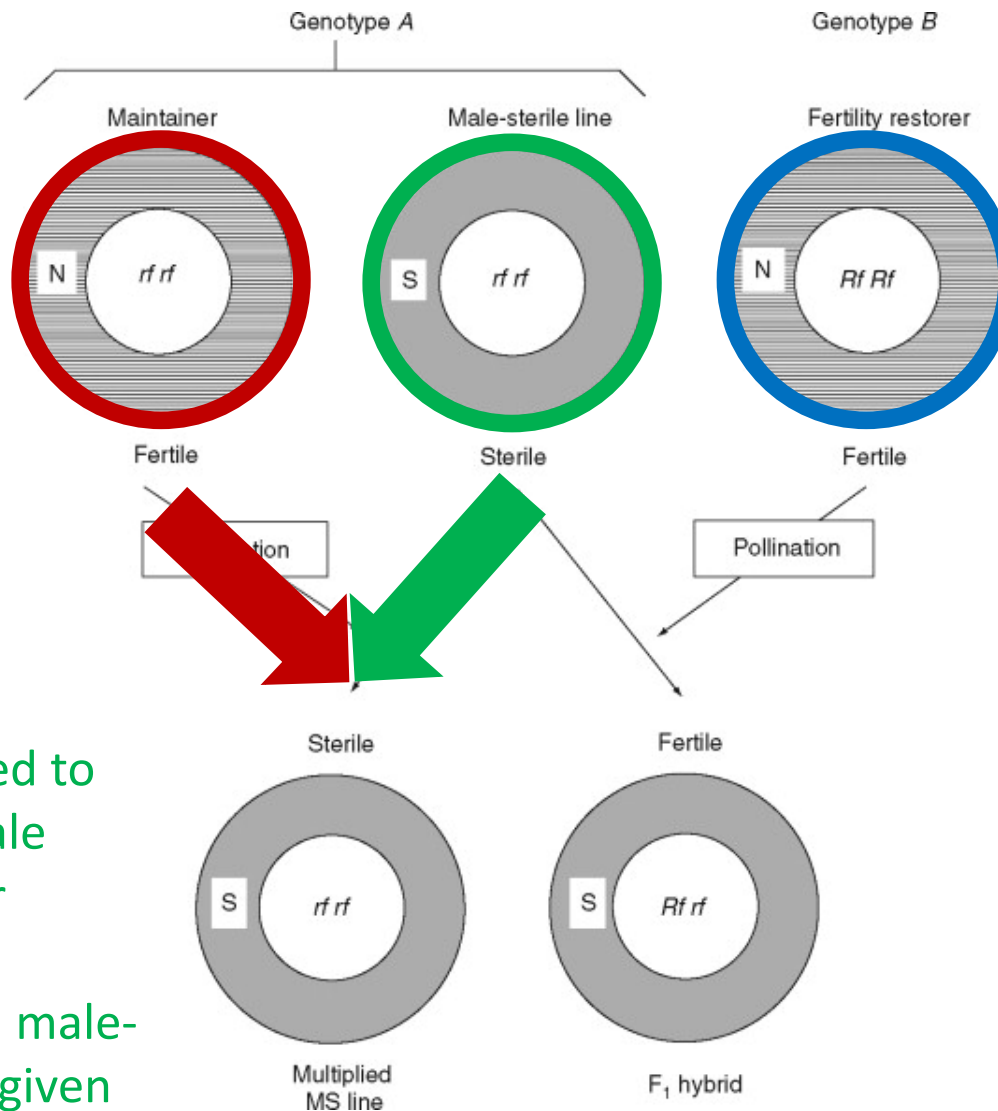 Genotype A
Genotype B
Maintainer
Male-sterile line
Fertility restorer
N
rf rf
S
rf rf
N
Rf Rf
Fertile
Sterile
Fertile
Pollination
Sterile
Fertile
ed to
ale
S
rf rf
S
Rf rf
male-
given
Multiplied
MS line
F₁ hybrid